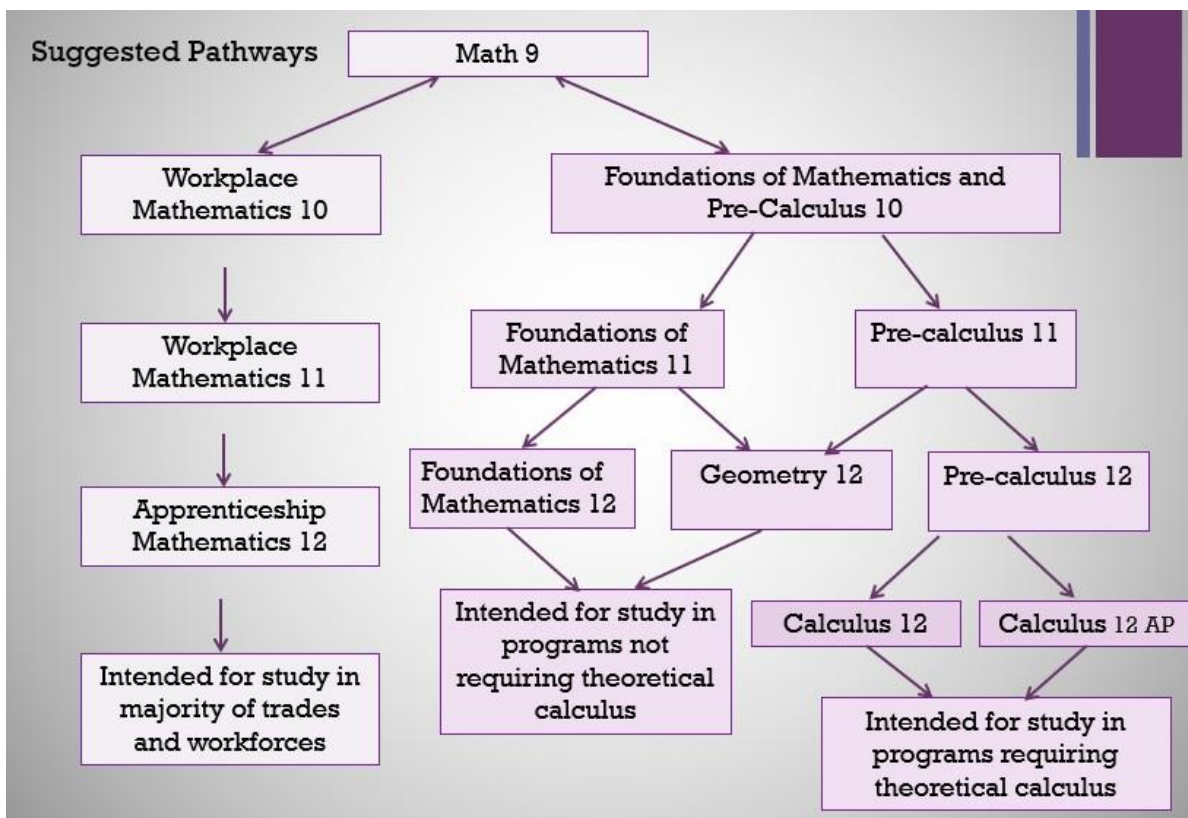 Suggested Pathways
Math 9
Workplace
Mathematics 10
Foundations of Mathematics and
Pre-Calculus 10
Workplace
Mathematics 11
Foundations of
Mathematics 11
Pre-calculus 11
Apprenticeship
Mathematics 12
Foundations of
Mathematics 12
Geometry 12
Pre-calculus 12
Intended for study in
majority of trades
and workforces
Intended for study in
programs not
requiring theoretical
calculus
Calculus 12
Calculus 12 AP
Intended for study in
programs requiring
theoretical calculus